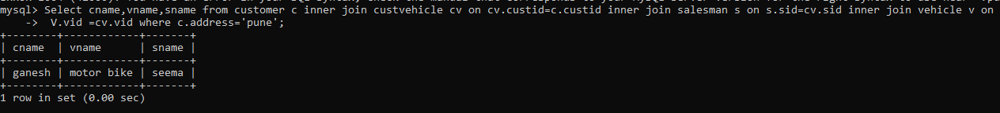 mysql> Select cname,vname,sname from customer c inner join custvehicle cv on cv.custid=c.custid inner join salesman s on s.sid=cv.sid inner join vehicle v on
    ->  V.vid =cv.vid where c.address='pune';
+--------+------------+-------+
| cname  | vname      | sname |
+--------+------------+-------+
| ganesh | motor bike | seema |
+--------+------------+-------+
1 row in set (0.00 sec)